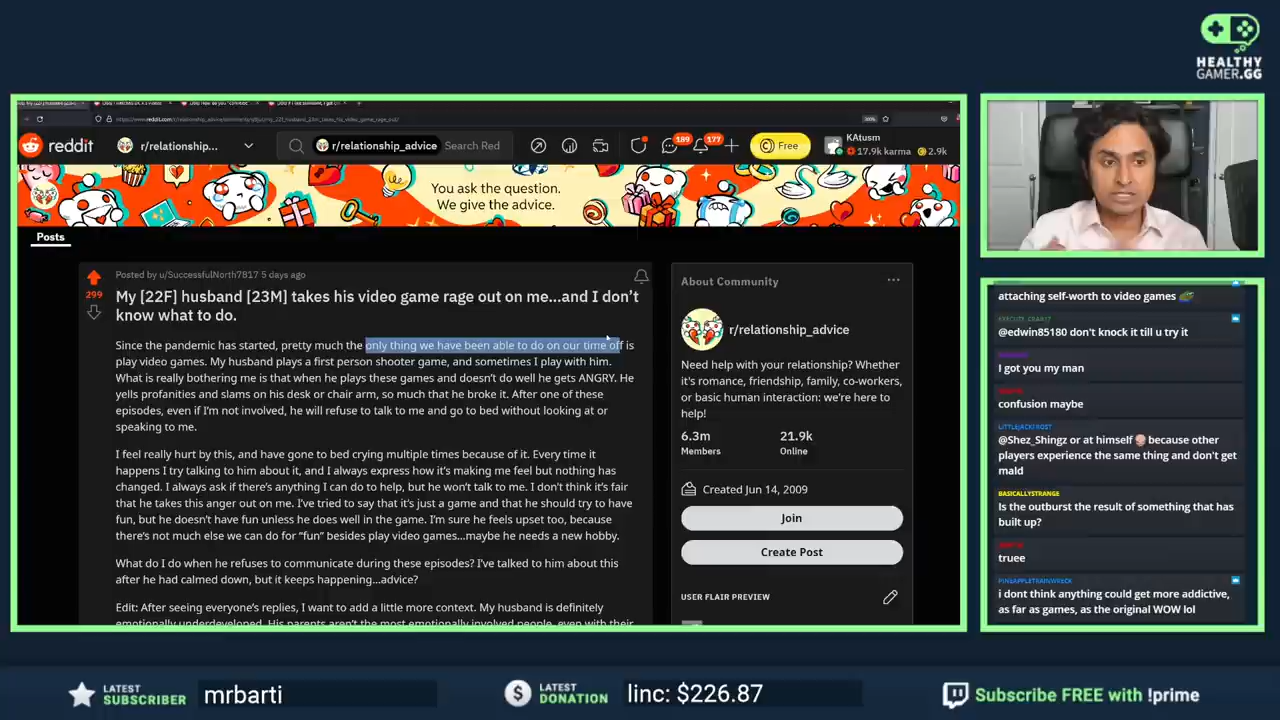 HEALTHY
GAMER.GG
reddit
r/relationship...
r/relationship_advice
Search Red
189
177
Free
KAtusm
17.9k karma
2.9k
You ask the question.
We give the advice.
Posts
Posted by u/SuccessfulNorth7817 5 days ago
299
My [22F] husband [23M] takes his video game rage out on me...and I don't
know what to do.
Since the pandemic has started, pretty much the only thing we have been able to do on our time off is
play video games. My husband plays a first person shooter game, and sometimes I play with him.
What is really bothering me is that when he plays these games and doesn't do well he gets ANGRY. He
yells profanities and slams on his desk or chair arm, so much that he broke it. After one of these
episodes, even if I'm not involved, he will refuse to talk to me and go to bed without looking at or
speaking to me.
I feel really hurt by this, and have gone to bed crying multiple times because of it. Every time it
happens I try talking to him about it, and I always express how it's making me feel but nothing has
changed. I always ask if there's anything I can do to help, but he won't talk to me. I don't think it's fair
that he takes this anger out on me. I've tried to say that it's just a game and that he should try to have
fun, but he doesn't have fun unless he does well in the game. I'm sure he feels upset too, because
there's not much else we can do for "fun" besides play video games...maybe he needs a new hobby.
What do I do when he refuses to communicate during these episodes? I've talked to him about this
after he had calmed down, but it keeps happening...advice?
Edit: After seeing everyone's replies, I want to add a little more context. My husband is definitely
emotionally underdeveloped. His parents aren't the most emotionally involved people, even with their
About Community
r/relationship_advice
Need help with your relationship? Whether
it's romance, friendship, family, co-workers,
or basic human interaction: we're here to
help!
6.3m
21.9k
Members
Online
Created Jun 14, 2009
Join
Create Post
USER FLAIR PREVIEW
attaching self-worth to video games
@edwin85180 don't knock it till u try it
I got you my man
confusion maybe
LITTLEJACKFROST
@Shez_Shingz or at himself because other
players experience the same thing and don't get
mald
BASICALLYSTRANGE
Is the outburst the result of something that has
built up?
truee
PINEAPPLETRAINWRECK
i dont think anything could get more addictive,
as far as games, as the original WOW lol
LATEST
SUBSCRIBER
mrbarti
LATEST
DONATION
linc: $226.87
Subscribe FREE with !prime